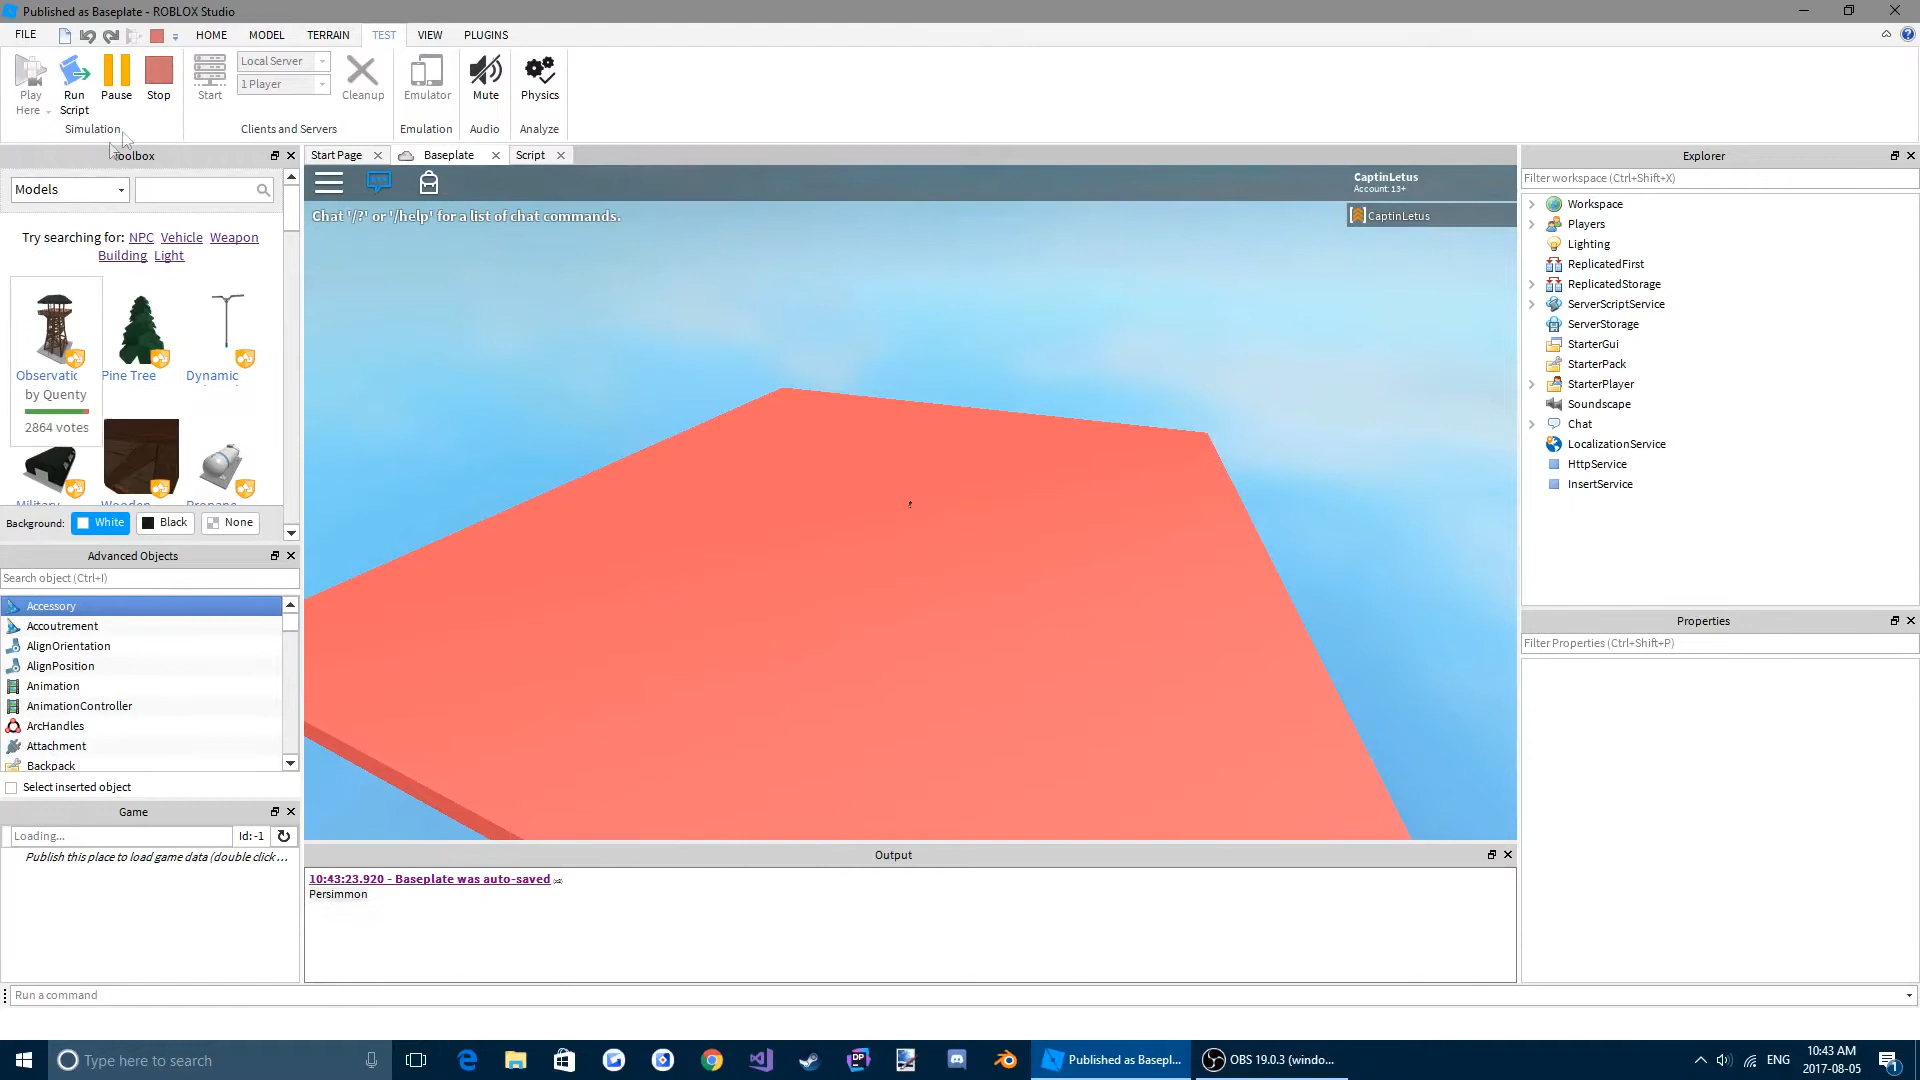 Published as Baseplate - ROBLOX Studio
FILE
HOME
MODEL
TERRAIN
TEST
VIEW
PLUGINS
Play Here
Run Script
Pause
Stop
Start
Local Server
1 Player
Cleanup
Emulator
Mute
Physics
Simulation
Clients and Servers
Emulation
Audio
Analyze
Toolbox
Models
Try searching for: NPC Vehicle Weapon
Building Light
Observatic
Pine Tree
Dynamic
by Quenty
2864 votes
Background: White Black None
Advanced Objects
Search object (Ctrl+I)
Accessory
Accoutrement
AlignOrientation
AlignPosition
Animation
AnimationController
ArcHandles
Attachment
Backpack
Select inserted object
Game
Loading...
Id: -1
Publish this place to load game data (double click ...
Start Page
Baseplate
Script
CaptinLetus
Account: 13+
Chat '/?' or '/help' for a list of chat commands.
CaptinLetus
Output
10:43:23.920 - Baseplate was auto-saved
Persimmon
Explorer
Filter workspace (Ctrl+Shift+X)
Workspace
Players
Lighting
ReplicatedFirst
ReplicatedStorage
ServerScriptService
ServerStorage
StarterGui
StarterPack
StarterPlayer
Soundscape
Chat
LocalizationService
HttpService
InsertService
Properties
Filter Properties (Ctrl+Shift+P)
Run a command
Type here to search
Published as Basepl...
OBS 19.0.3 (windo...
ENG
10:43 AM
2017-08-05